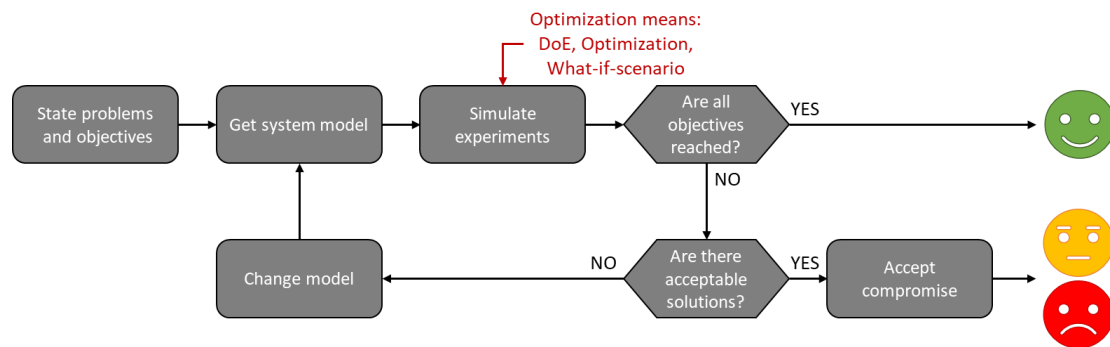 Optimization means:
DoE, Optimization,
What-if-scenario
State problems
and objectives
Get system model
Simulate
experiments
Are all
objectives
reached?
YES
NO
Change model
NO
Are there
acceptable
solutions?
YES
Accept
compromise